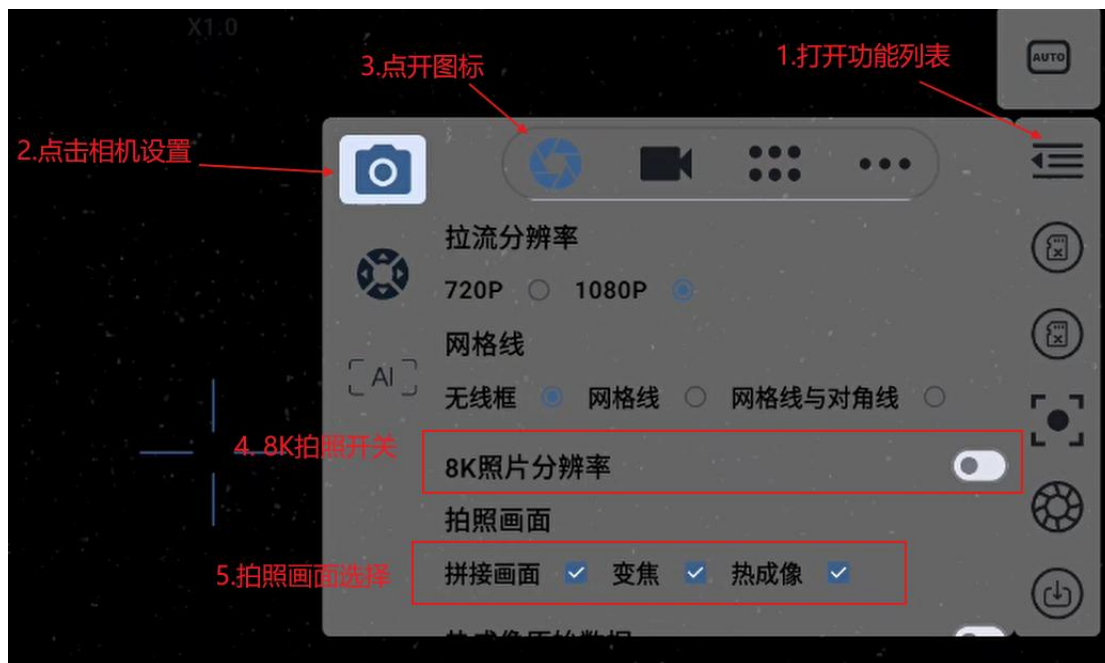 X1.0
AUTO
1.打开功能列表
3.点开图标
2.点击相机设置
拉流分辨率
720P 1080P
网格线
AI
无线框 网格线 网格线与对角线
4. 8K拍照开关
8K照片分辨率
拍照画面
5.拍照画面选择
拼接画面 变焦 热成像